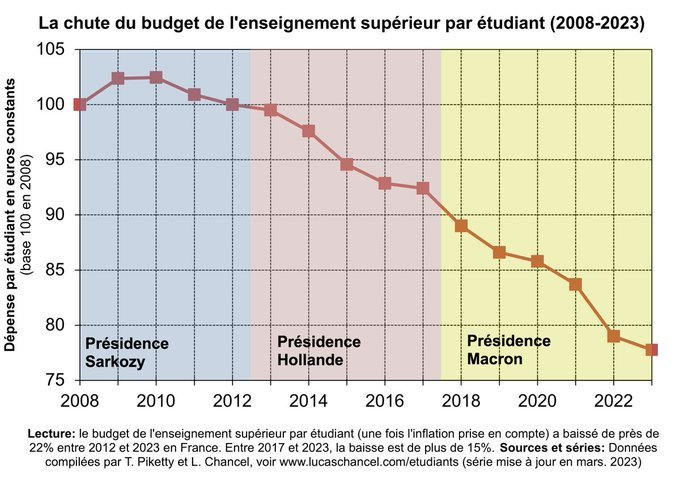 La chute du budget de l'enseignement supérieur par étudiant (2008-2023)
Dépense par étudiant en euros constants
(base 100 en 2008)
105
100
95
90
85
80
75
Présidence
Sarkozy
Présidence
Hollande
Présidence
Macron
2008 2010 2012 2014 2016 2018 2020 2022
Lecture: le budget de l'enseignement supérieur par étudiant (une fois l'inflation prise en compte) a baissé de près de
22% entre 2012 et 2023 en France. Entre 2017 et 2023, la baisse est de plus de 15%. Sources et séries: Données
compilées par T. Piketty et L. Chancel, voir www.lucaschancel.com/etudiants (série mise à jour en mars. 2023)